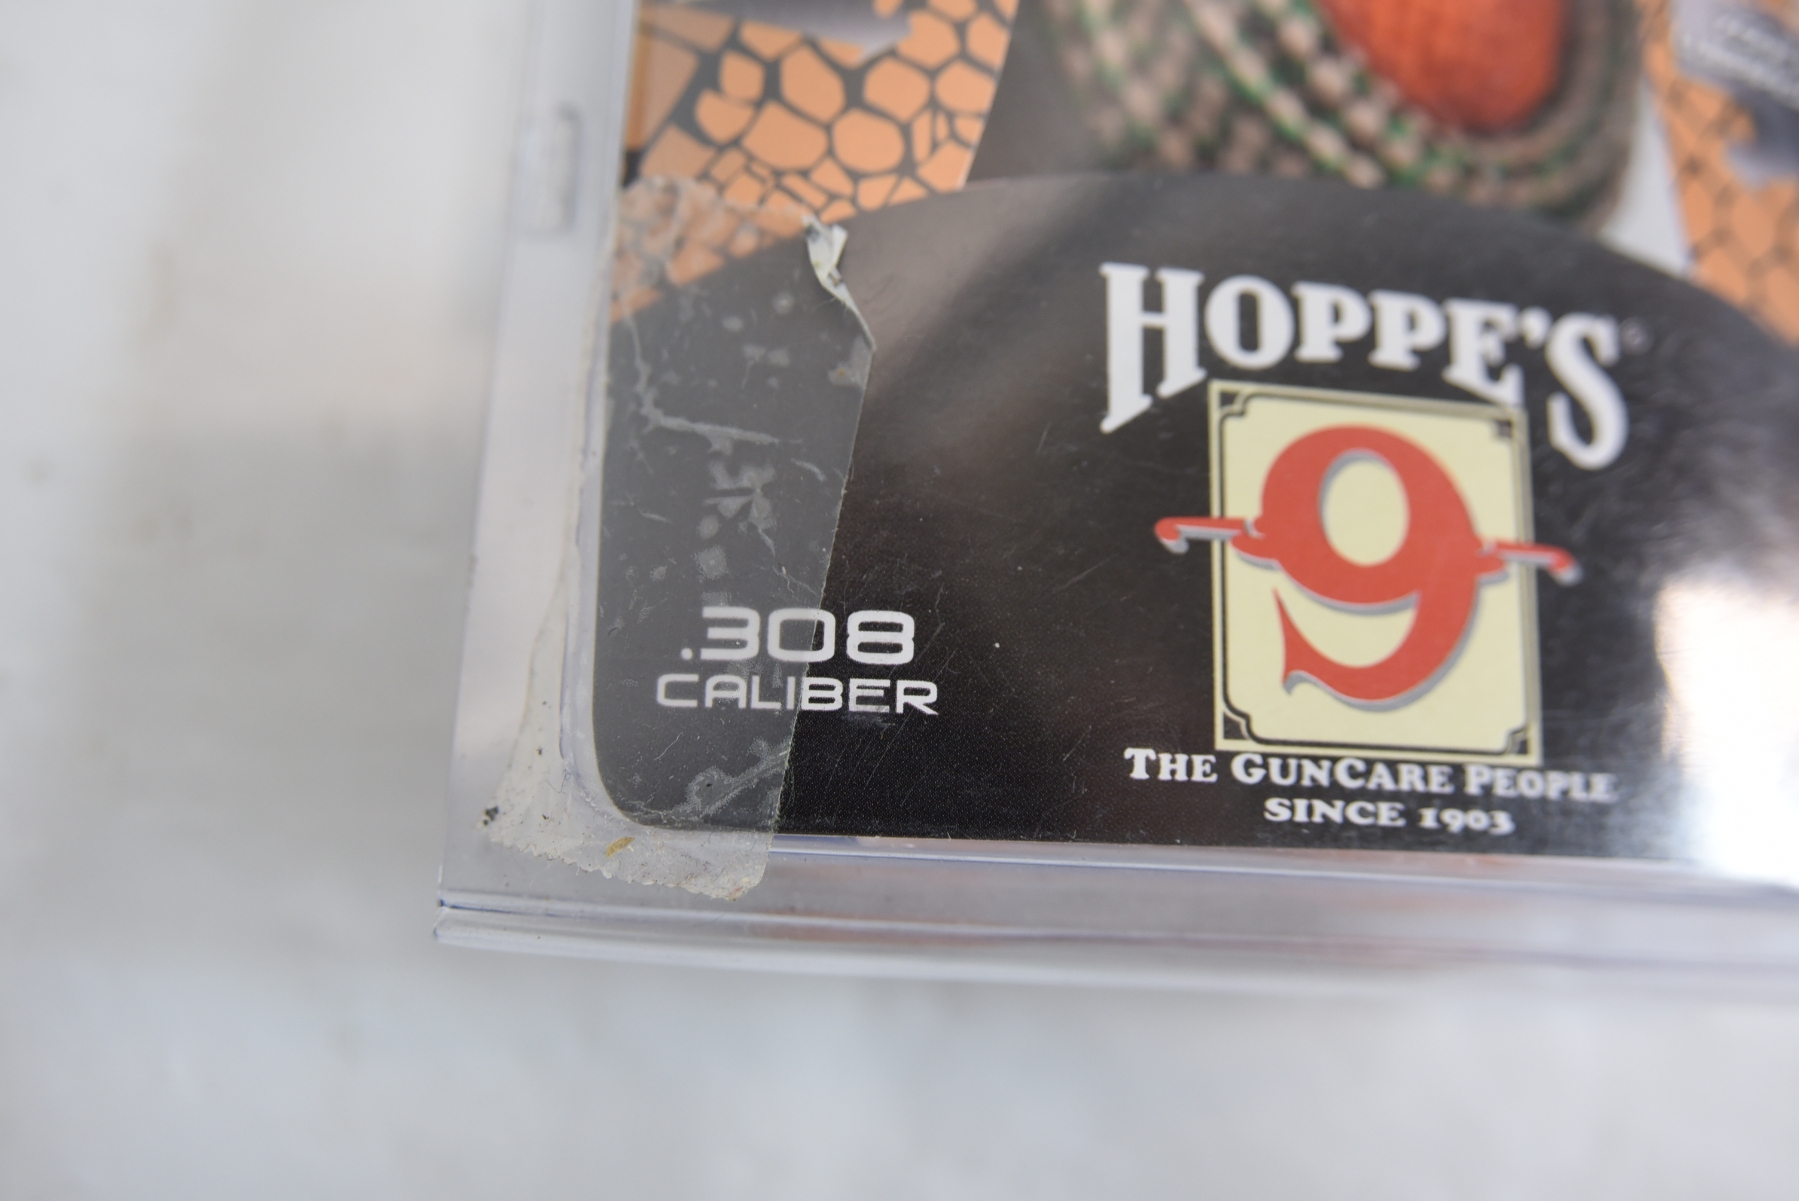 HOPPE'S
9
.308
CALIBER
THE GUNCARE PEOPLE
SINCE 1903